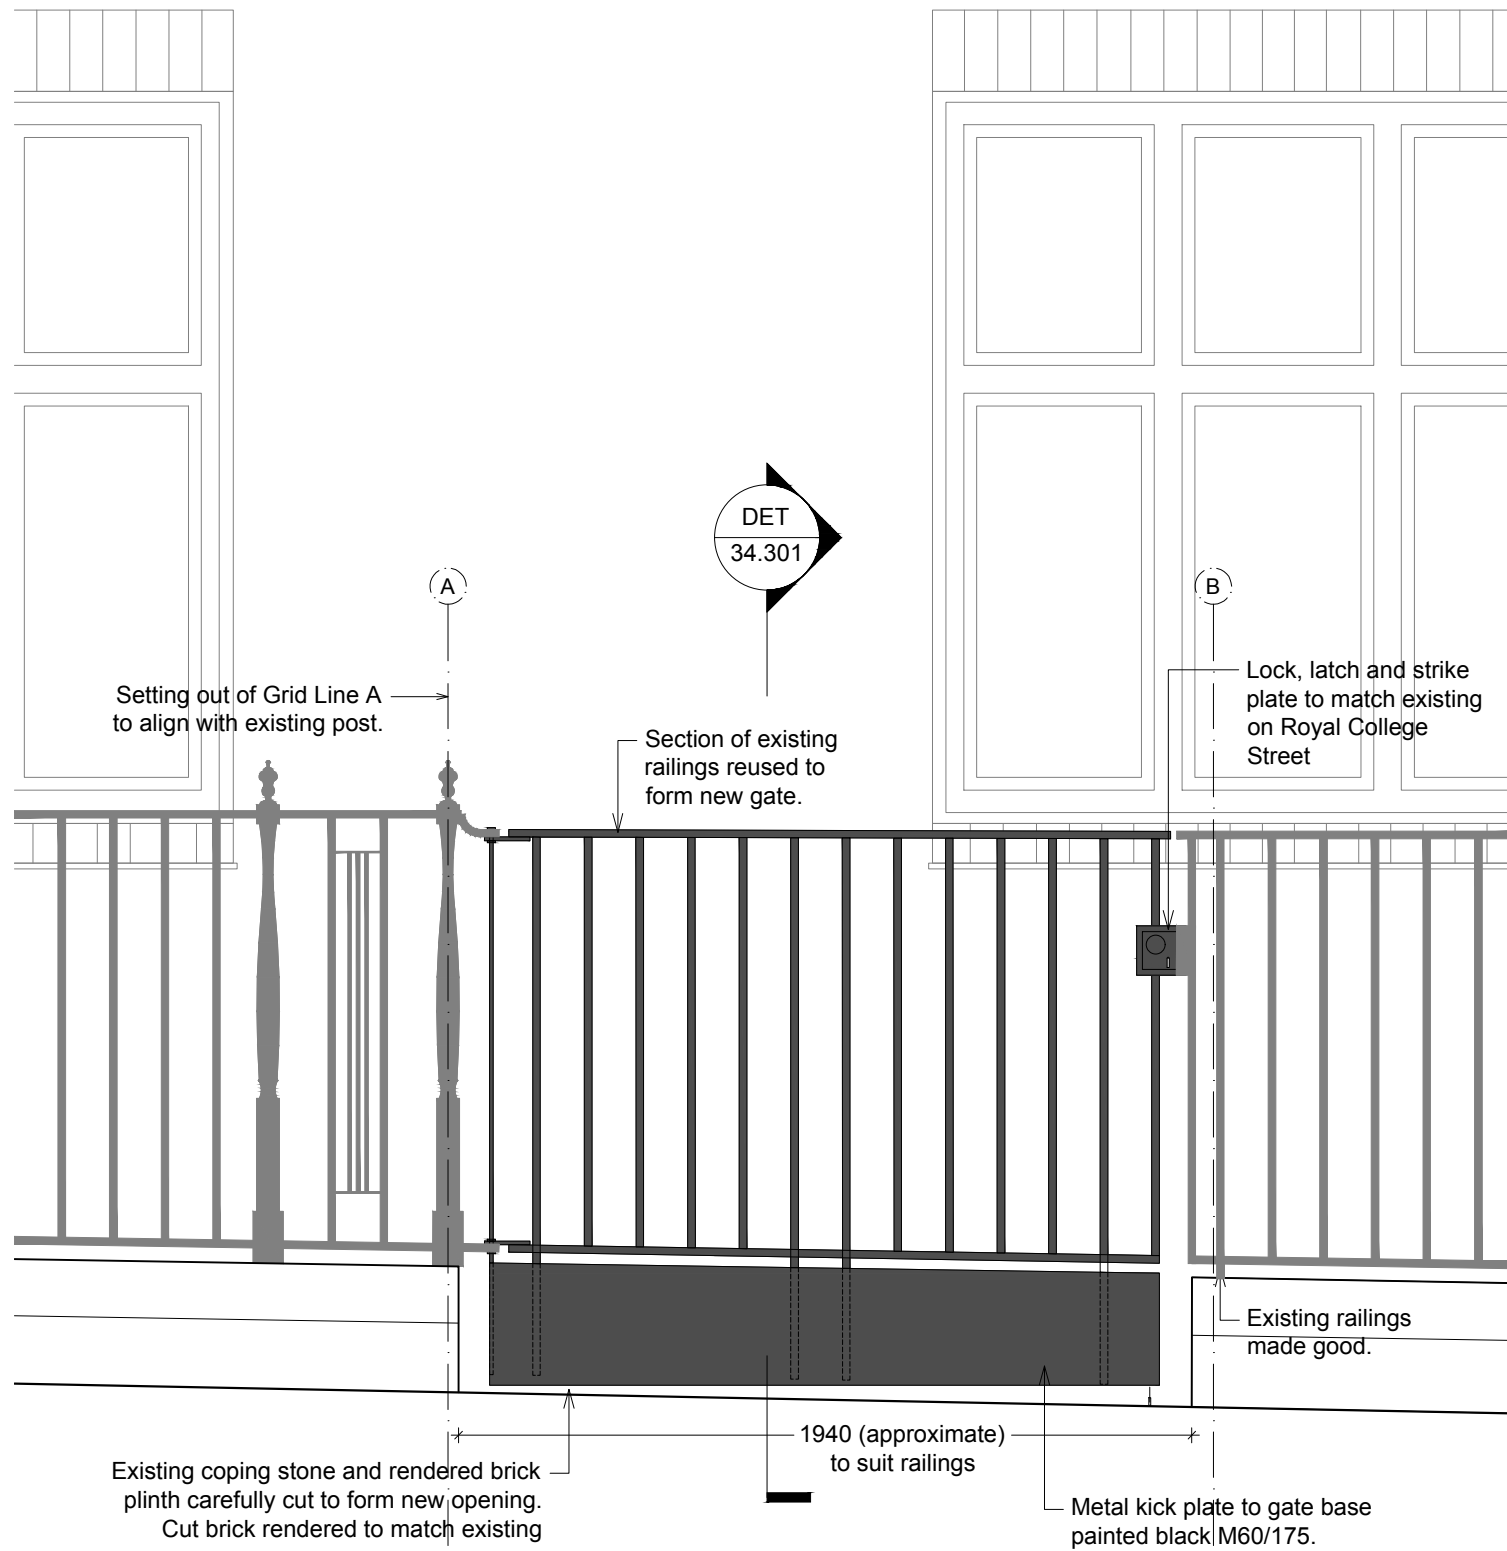 DET
34.301
A
B
Setting out of Grid Line A
to align with existing post.
Section of existing
railings reused to
form new gate.
Lock, latch and strike
plate to match existing
on Royal College
Street
Existing railings
made good.
1940 (approximate)
to suit railings
Existing coping stone and rendered brick
plinth carefully cut to form new opening.
Cut brick rendered to match existing
Metal kick plate to gate base
painted black M60/175.